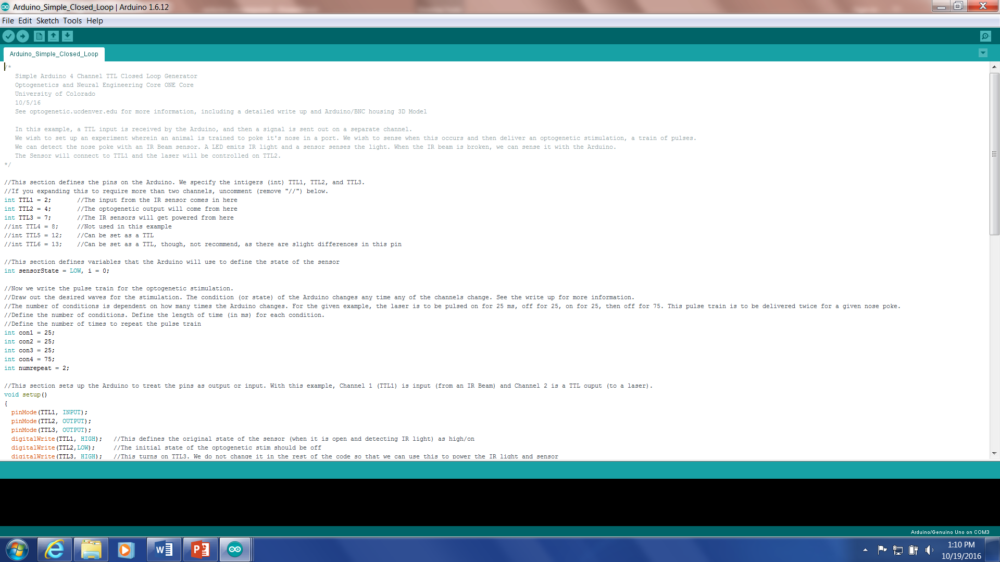 Arduino_Simple_Closed_Loop | Arduino 1.6.12
File Edit Sketch Tools Help
Arduino_Simple_Closed_Loop
/*
Simple Arduino 4 Channel TTL Closed Loop Generator
Optogenetics and Neural Engineering Core ONE Core
University of Colorado
10/5/16
See optogenetic.ucdenver.edu for more information, including a detailed write up and Arduino/BNC housing 3D Model
In this example, a TTL input is received by the Arduino, and then a signal is sent out on a separate channel.
We wish to set up an experiment wherein an animal is trained to poke it's nose in a port. We wish to sense when this occurs and then deliver an optogenetic stimulation, a train of pulses.
We can detect the nose poke with an IR Beam sensor. A LED emits IR light and a sensor senses the light. When the IR beam is broken, we can sense it with the Arduino.
The Sensor will connect to TTL1 and the laser will be controlled on TTL2.
*/
//This section defines the pins on the Arduino. We specify the intigers (int) TTL1, TTL2, and TTL3.
//If you expanding this to require more than two channels, uncomment (remove "//") below.
int TTL1 = 2; //The input from the IR sensor comes in here
int TTL2 = 4; //The optogenetic output will come from here
int TTL3 = 7; //The IR sensors will get powered from here
//int TTL4 = 8; //Not used in this example
//int TTL5 = 12; //Can be set as a TTL
//int TTL6 = 13; //Can be set as a TTL, though, not recommend, as there are slight differences in this pin
//This section defines variables that the Arduino will use to define the state of the sensor
int sensorState = LOW, i = 0;
//Now we write the pulse train for the optogenetic stimulation.
//Draw out the desired waves for the stimulation. The condition (or state) of the Arduino changes any time any of the channels change. See the write up for more information.
//The number of conditions is dependent on how many times the Arduino changes. For the given example, the laser is to be pulsed on for 25 ms, off for 25, on for 25, then off for 75. This pulse train is to be delivered twice for a given nose poke.
//Define the number of conditions. Define the length of time (in ms) for each condition.
//Define the number of times to repeat the pulse train
int con1 = 25;
int con2 = 25;
int con3 = 25;
int con4 = 75;
int numrepeat = 2;
//This section sets up the Arduino to treat the pins as output or input. With this example, Channel 1 (TTL1) is input (from an IR Beam) and Channel 2 is a TTL ouput (to a laser).
void setup()
{
pinMode(TTL1, INPUT);
pinMode(TTL2, OUTPUT);
pinMode(TTL3, OUTPUT);
digitalWrite(TTL1, HIGH); //This defines the original state of the sensor (when it is open and detecting IR light) as high/on
digitalWrite(TTL2,LOW); //The initial state of the optogenetic stim should be off
digitalWrite(TTL3, HIGH); //This turns on TTL3. We do not change it in the rest of the code so that we can use this to power the IR light and sensor
Arduino/Genuino Uno on COM3
1:10 PM
10/19/2016